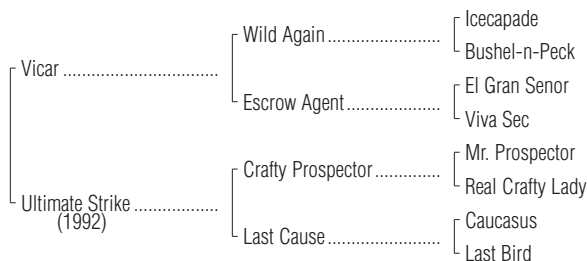 Icecapade
Wild Again
Bushel-n-Peck
Vicar
El Gran Senor
Escrow Agent
Viva Sec
Mr. Prospector
Crafty Prospector
Real Crafty Lady
Ultimate Strike
(1992)
Caucasus
Last Cause
Last Bird